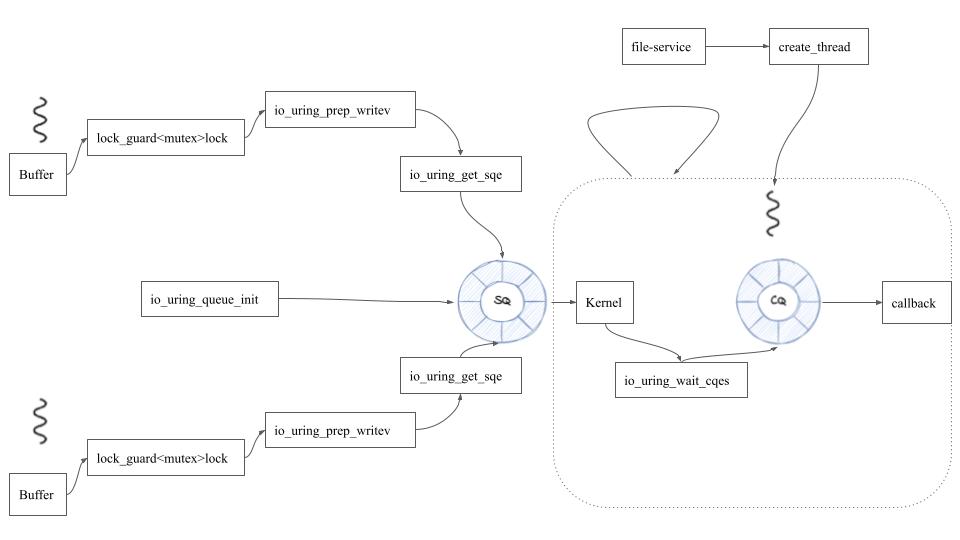 file-service
create_thread
io_uring_prep_writev
lock_guard<mutex>lock
Buffer
io_uring_get_sqe
io_uring_queue_init
SQ
Kernel
CQ
callback
io_uring_get_sqe
io_uring_wait_cqes
io_uring_prep_writev
lock_guard<mutex>lock
Buffer